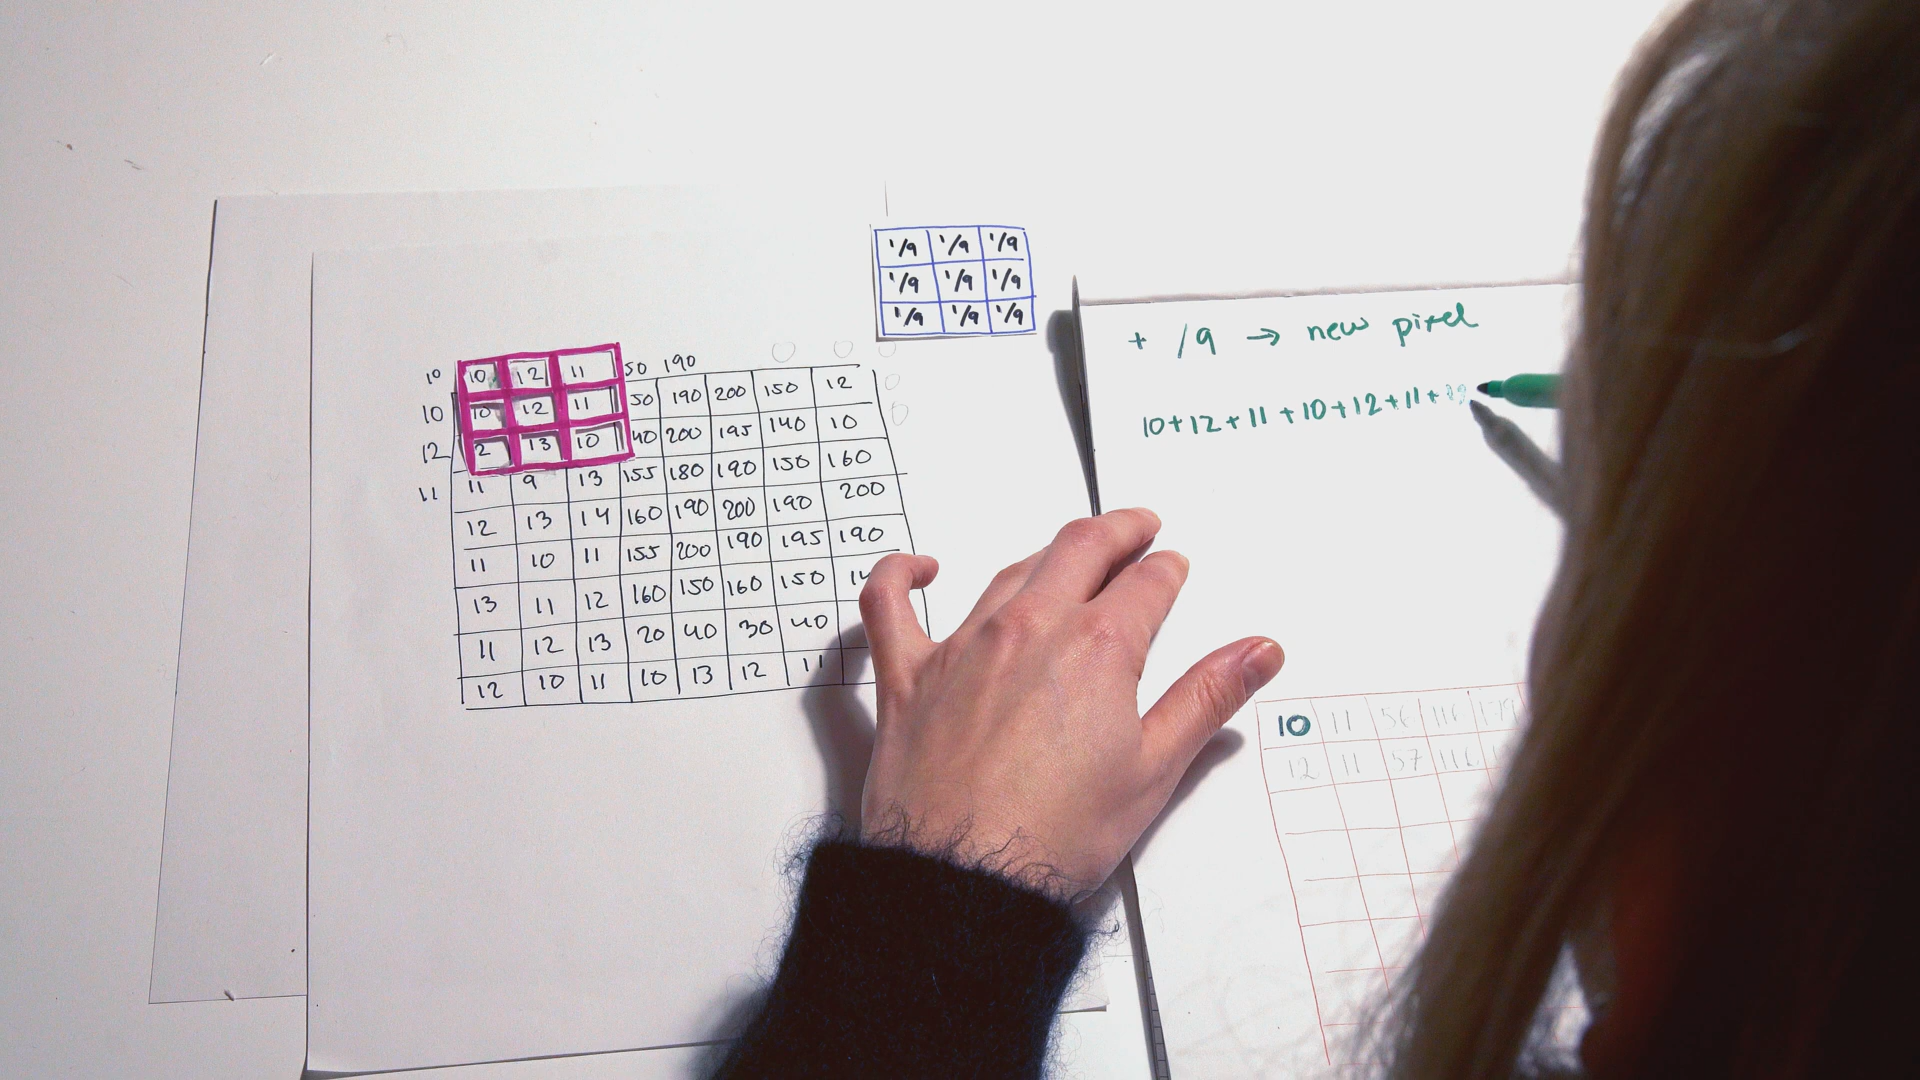 1/9 1/9 1/9
1/9 1/9 1/9
1/9 1/9 1/9
+ /9 → new pixel
10+12+11+10+12+11+
50 190
10 10 12 11 50 190 200 150 12
10 10 12 11 40 200 195 140 10
12 2 13 10 155 180 190 150 160
11 11 9 13 160 190 200 190 200
12 13 14 155 200 190 195 190
11 10 11 160 150 160 150
13 11 12 20 40 30 40
11 12 13 10 13 12 11
12 10 11
10 11 56 116
12 11 57 116